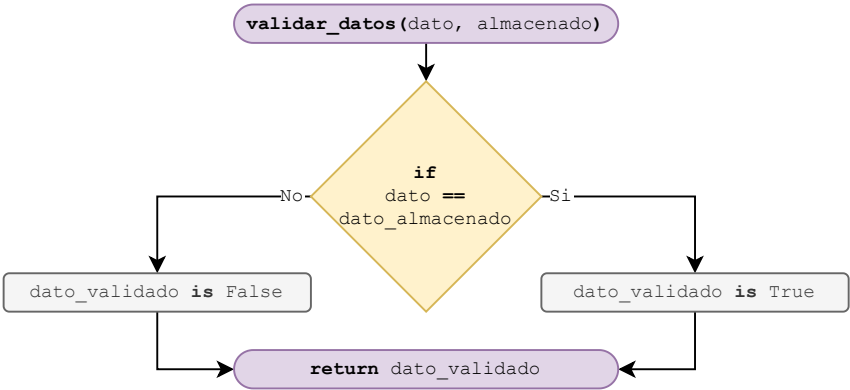 validar_datos(dato, almacenado)
if
dato ==
dato_almacenado
No
Si
dato_validado is False
dato_validado is True
return dato_validado